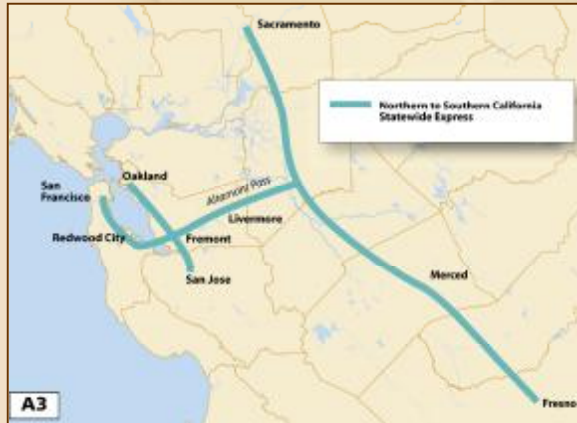 Sacramento
Northern to Southern California
Statewide Express
Oakland
San
Francisco
Altamont Pass
Livermore
Redwood City
Fremont
San Jose
Merced
Fresno
A3